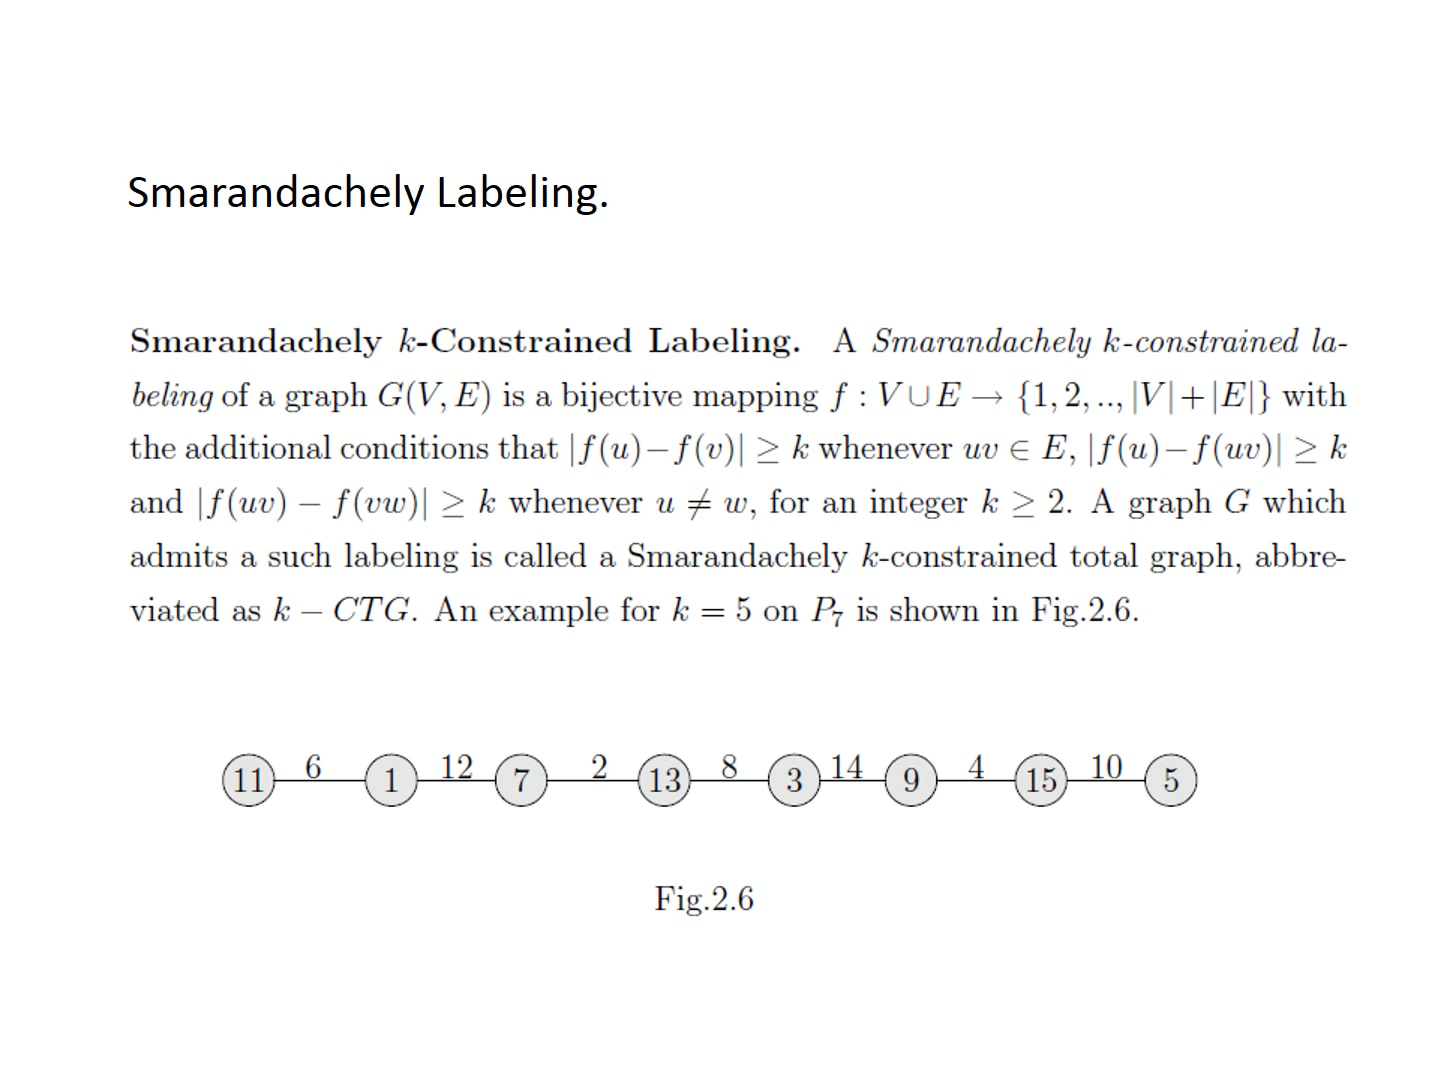 Smarandachely Labeling.
Smarandachely k-Constrained Labeling. A Smarandachely k-constrained la-
beling of a graph G(V, E) is a bijective mapping f : V ∪ E → {1, 2, .., |V|+|E|} with
the additional conditions that |f(u)−f(v)| ≥ k whenever uv ∈ E, |f(u)−f(uv)| ≥ k
and |f(uv) − f(vw)| ≥ k whenever u ≠ w, for an integer k ≥ 2. A graph G which
admits a such labeling is called a Smarandachely k-constrained total graph, abbre-
viated as k − CTG. An example for k = 5 on P₇ is shown in Fig.2.6.
11 6 1 12 7 2 13 8 3 14 9 4 15 10 5
Fig.2.6